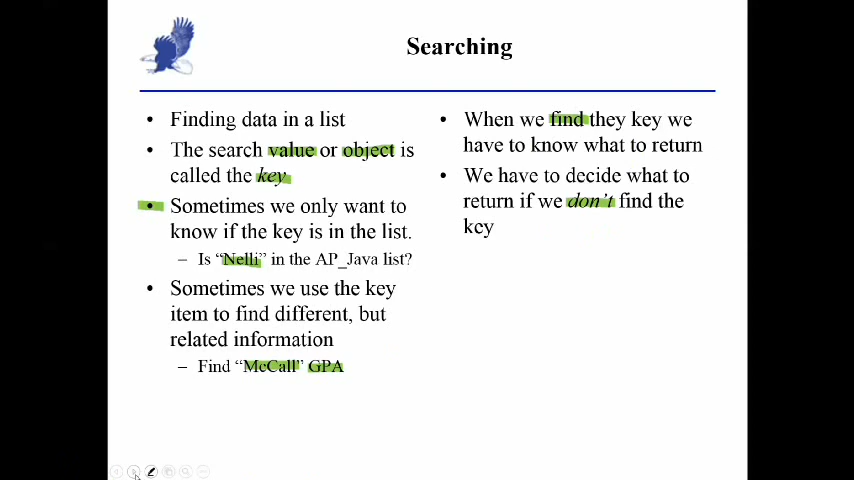 Searching
• Finding data in a list
• The search value or object is
called the key
• Sometimes we only want to
know if the key is in the list.
– Is “Nelli” in the AP_Java list?
• Sometimes we use the key
item to find different, but
related information
– Find “McCall” GPA
• When we find they key we
have to know what to return
• We have to decide what to
return if we don’t find the
key